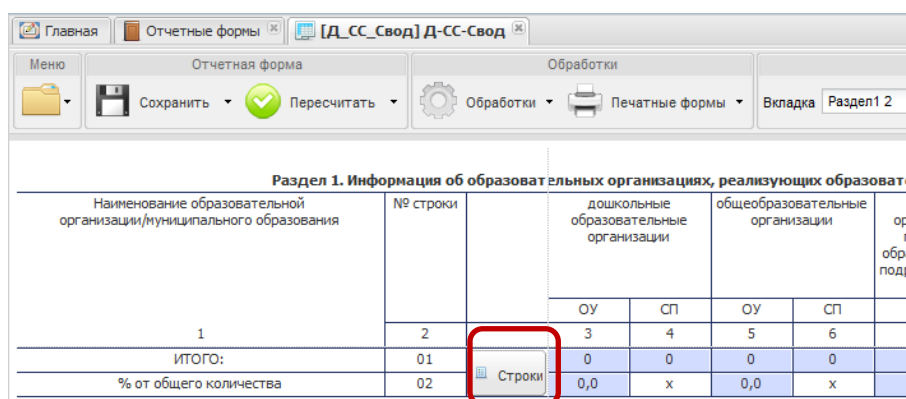 Главная Отчетные формы [Д_СС_Свод] Д-СС-Свод
Меню Отчетная форма Обработки
Сохранить Пересчитать Обработки Печатные формы Вкладка Раздел1 2
Раздел 1. Информация об образовательных организациях, реализующих
Наименование образовательной организации/муниципального образования
№ строки
дошкольные образовательные организации
общеобразовательные организации
ОУ СП ОУ СП
1 2 3 4 5 6
ИТОГО: 01 Строки 0 0 0 0
% от общего количества 02 0,0 х 0,0 х